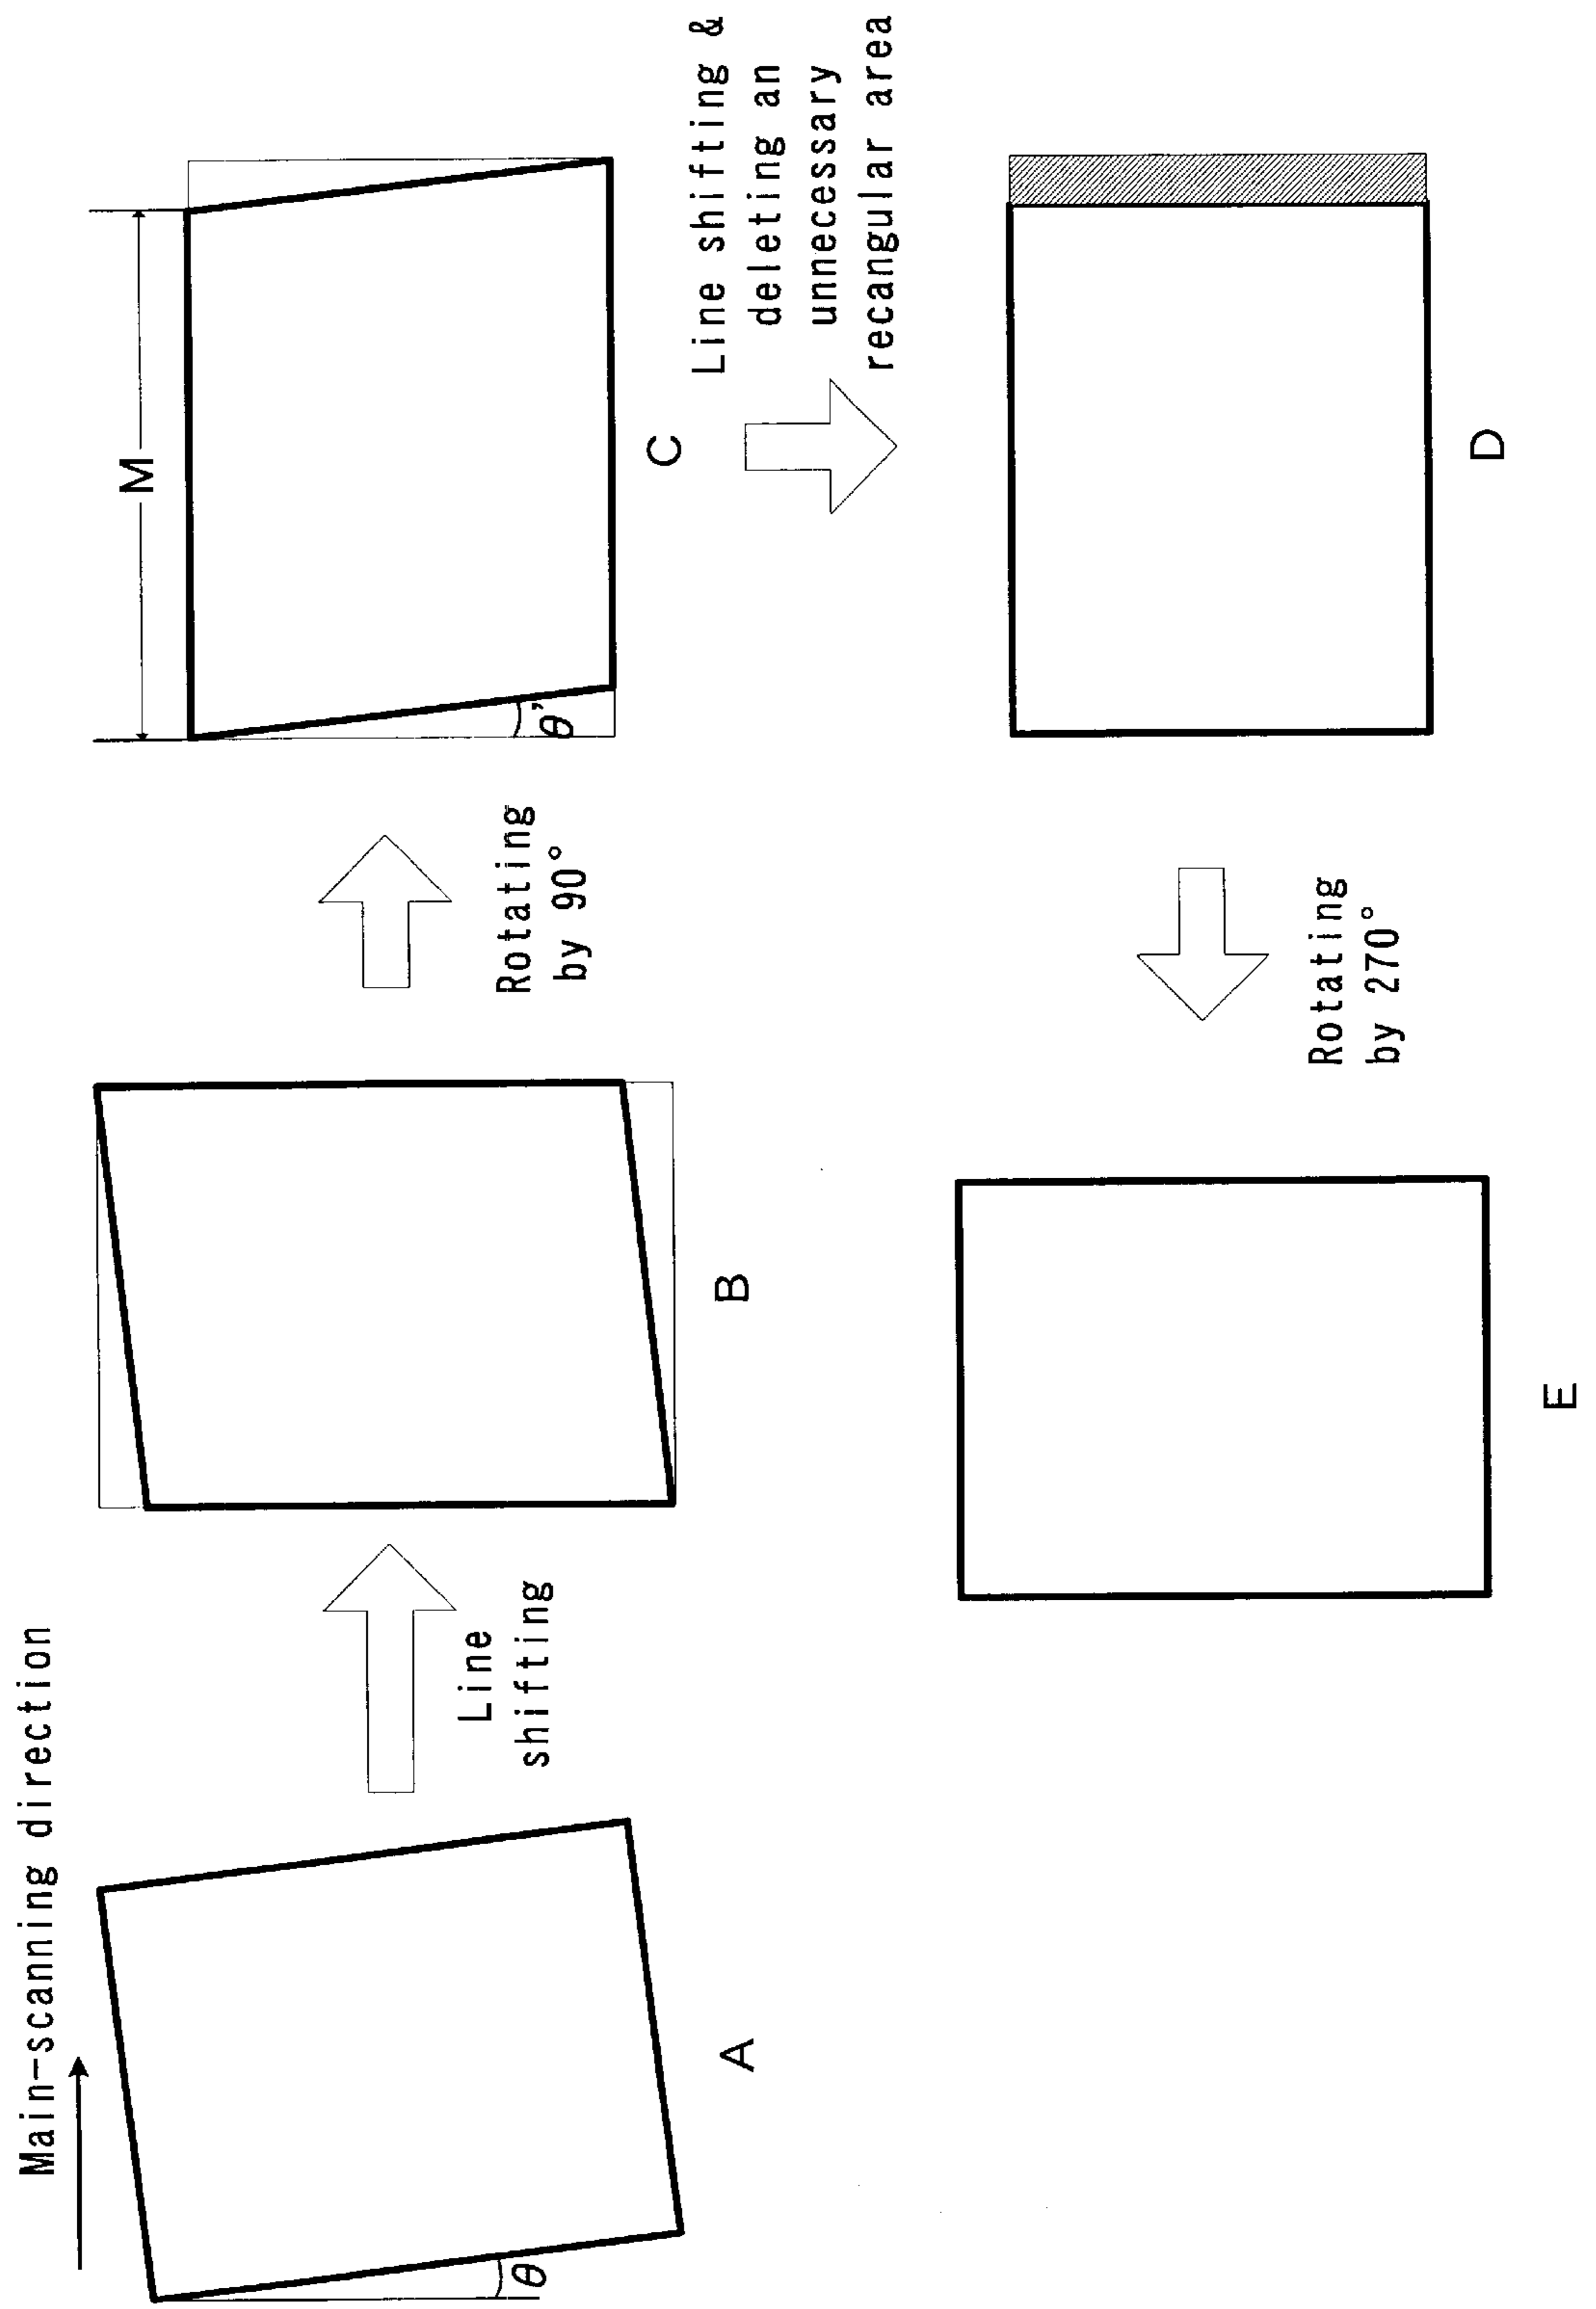 Main-scanning direction
θ
A
Line
shifting
B
Rotating
by 90°
M
θ'
C
Line shifting &
deleting an
unnecessary
recangular area
D
Rotating
by 270°
E